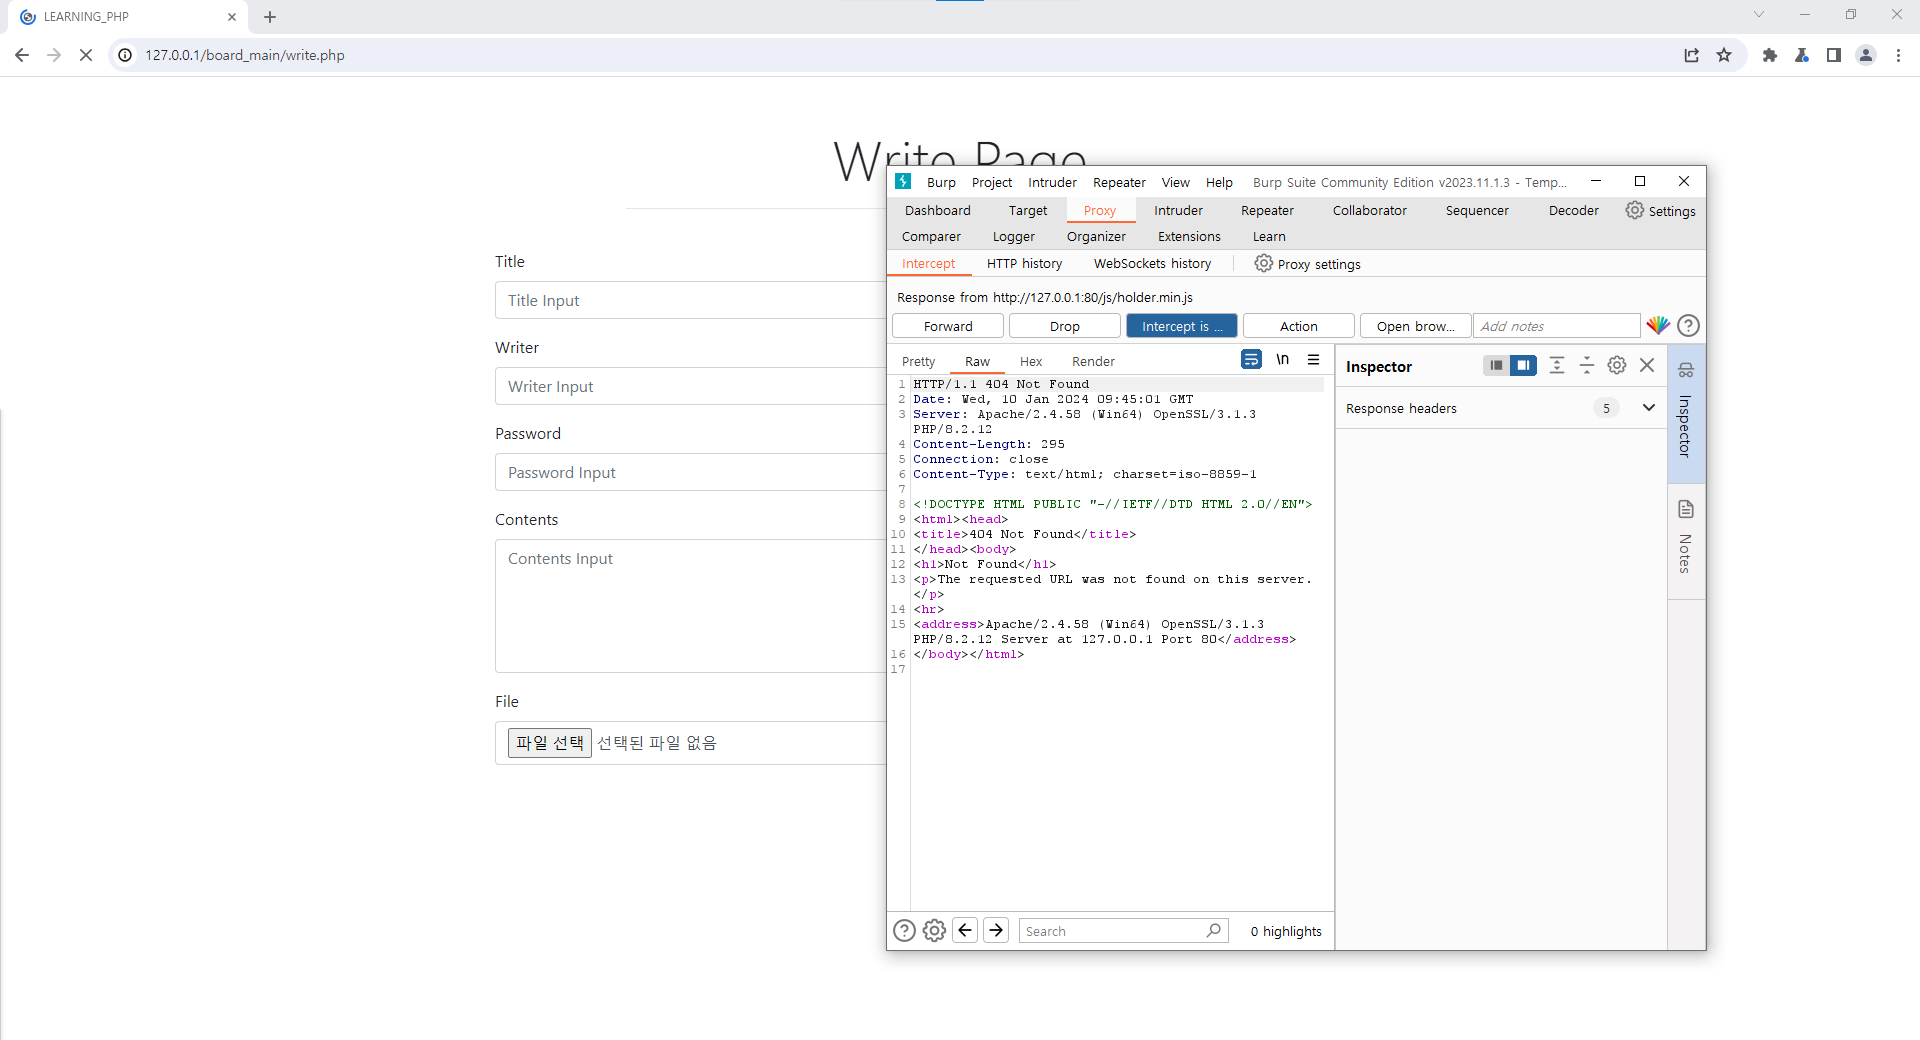 LEARNING_PHP
127.0.0.1/board_main/write.php
Write Page
Title
Title Input
Writer
Writer Input
Password
Password Input
Contents
Contents Input
File
파일 선택 선택된 파일 없음
Burp Project Intruder Repeater View Help Burp Suite Community Edition v2023.11.1.3 - Temp...
Dashboard Target Proxy Intruder Repeater Collaborator Sequencer Decoder Settings
Comparer Logger Organizer Extensions Learn
Intercept HTTP history WebSockets history Proxy settings
Response from http://127.0.0.1:80/js/holder.min.js
Forward Drop Intercept is ... Action Open brow... Add notes
Pretty Raw Hex Render \n
1 HTTP/1.1 404 Not Found
2 Date: Wed, 10 Jan 2024 09:45:01 GMT
3 Server: Apache/2.4.58 (Win64) OpenSSL/3.1.3
PHP/8.2.12
4 Content-Length: 295
5 Connection: close
6 Content-Type: text/html; charset=iso-8859-1
7
8 <!DOCTYPE HTML PUBLIC "-//IETF//DTD HTML 2.0//EN">
9 <html><head>
10 <title>404 Not Found</title>
11 </head><body>
12 <h1>Not Found</h1>
13 <p>The requested URL was not found on this server.
</p>
14 <hr>
15 <address>Apache/2.4.58 (Win64) OpenSSL/3.1.3
PHP/8.2.12 Server at 127.0.0.1 Port 80</address>
16 </body></html>
17
Search 0 highlights
Inspector
Response headers 5
Inspector
Notes